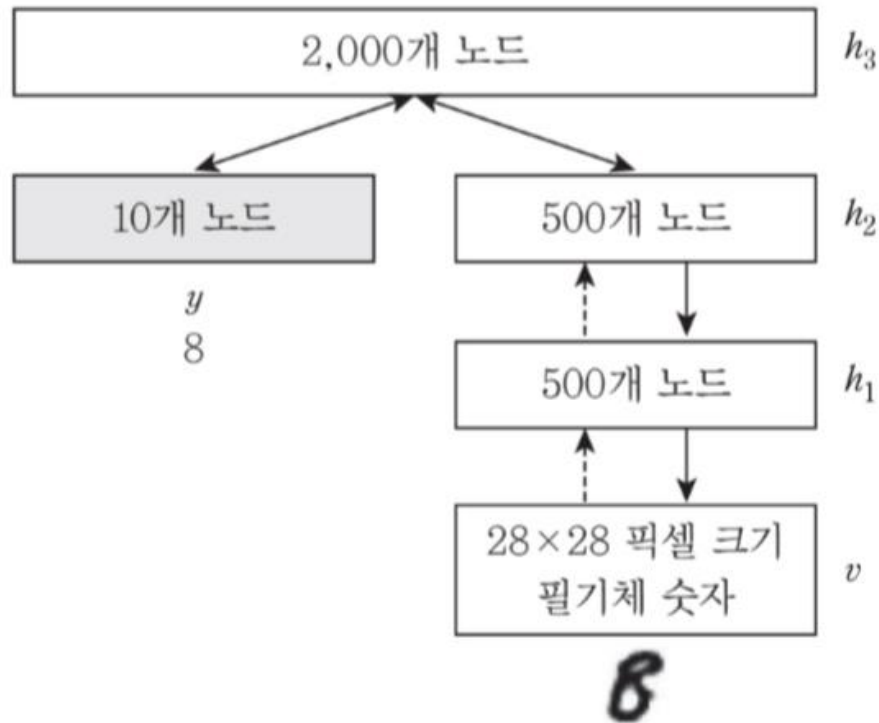 2,000개 노드
h₃
10개 노드
y
8
500개 노드
h₂
500개 노드
h₁
28×28 픽셀 크기
필기체 숫자
v
8